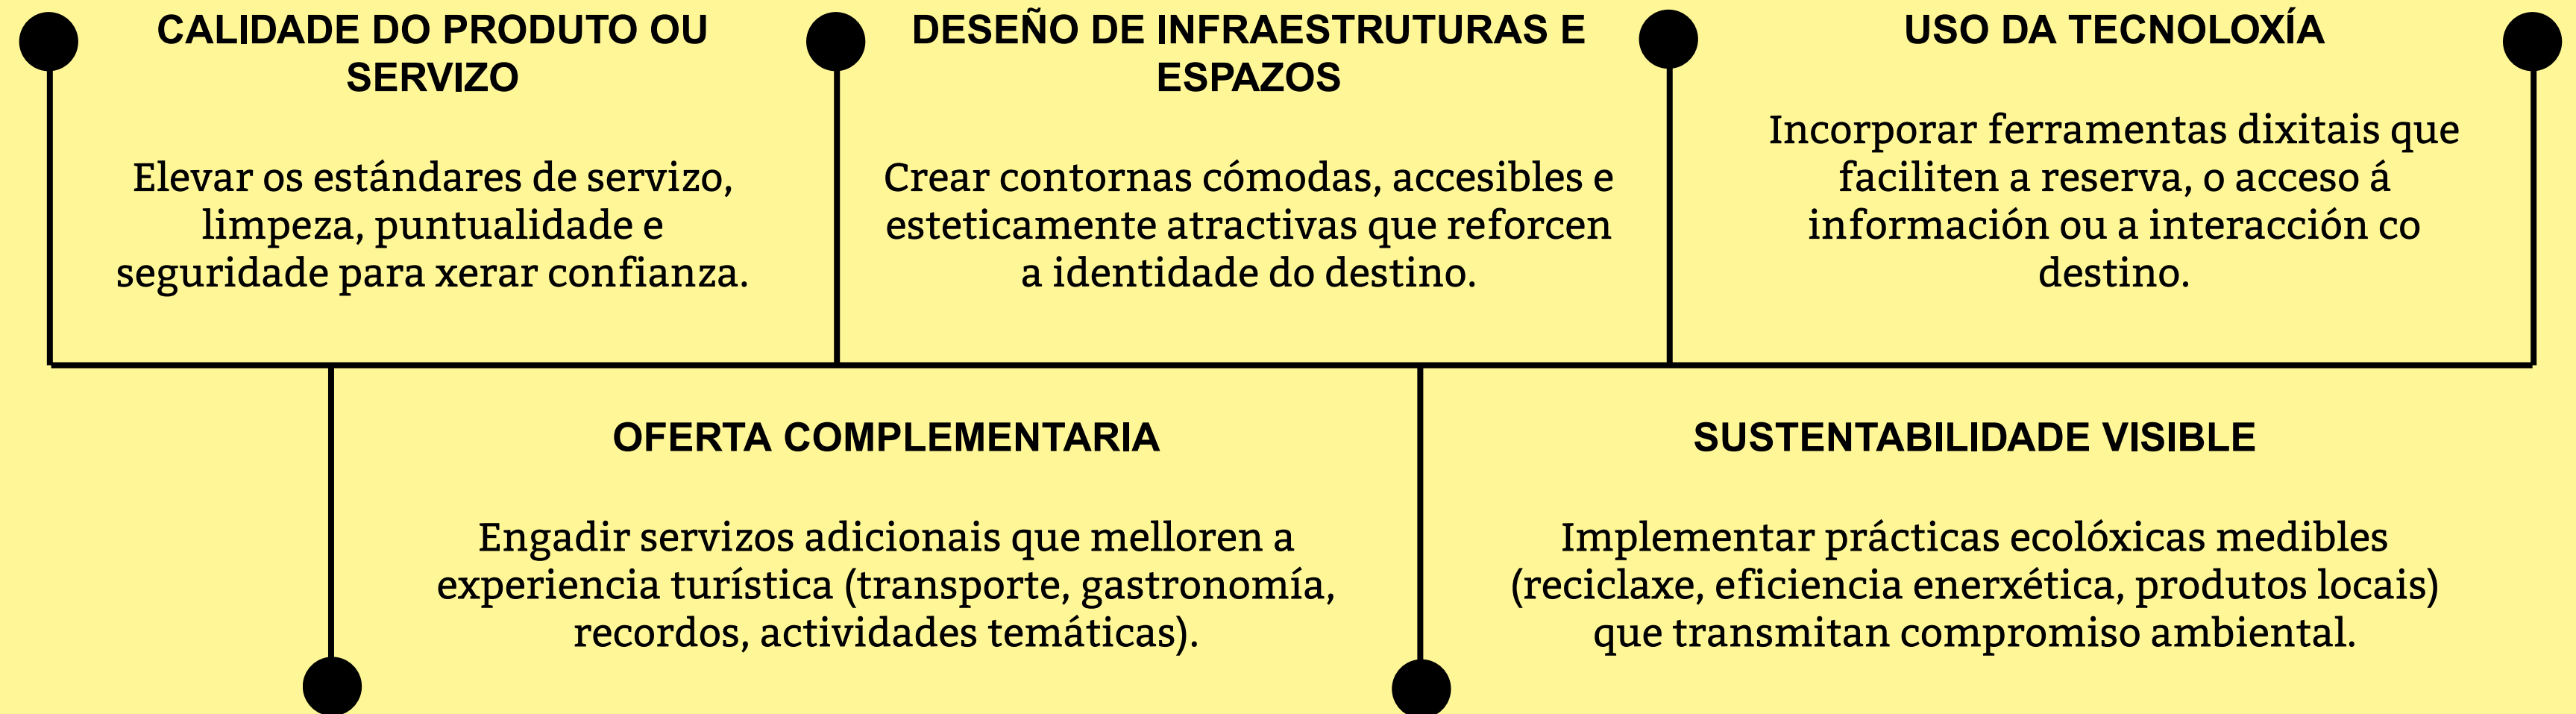 CALIDADE DO PRODUTO OU
SERVIZO
Elevar os estándares de servizo,
limpeza, puntualidade e
seguridade para xerar confianza.
DESEÑO DE INFRAESTRUTURAS E
ESPAZOS
Crear contornas cómodas, accesibles e
esteticamente atractivas que reforcen
a identidade do destino.
USO DA TECNOLOXÍA
Incorporar ferramentas dixitais que
faciliten a reserva, o acceso á
información ou a interacción co
destino.
OFERTA COMPLEMENTARIA
Engadir servizos adicionais que melloren a
experiencia turística (transporte, gastronomía,
recordos, actividades temáticas).
SUSTENTABILIDADE VISIBLE
Implementar prácticas ecolóxicas medibles
(reciclaxe, eficiencia enerxética, produtos locais)
que transmitan compromiso ambiental.